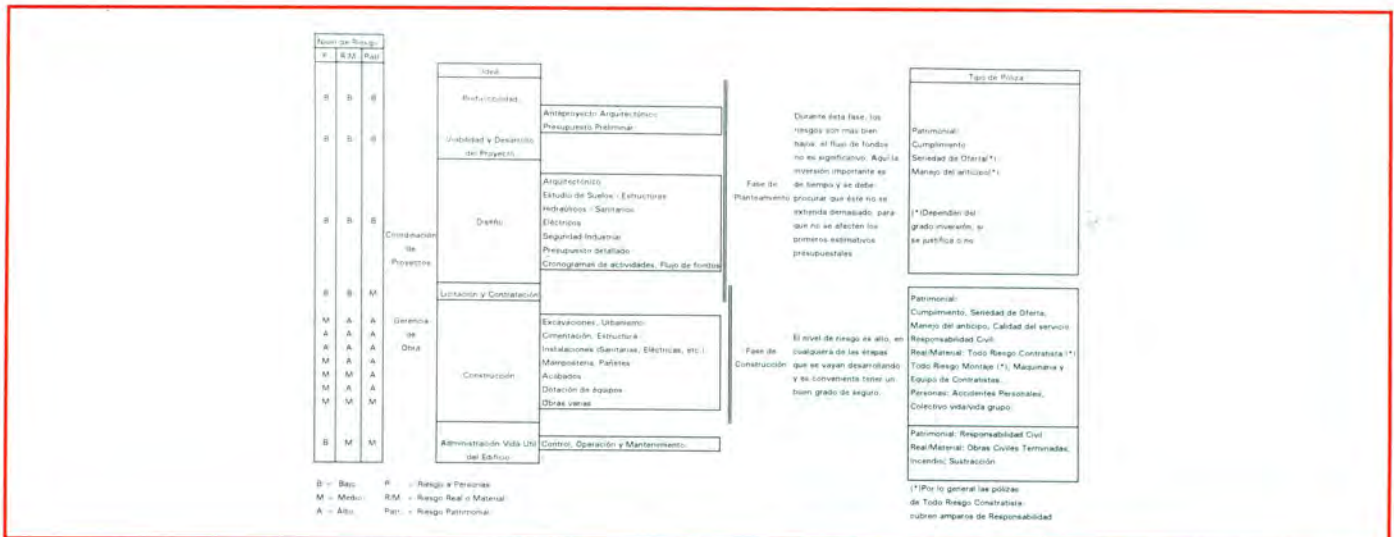 Nivel de Riesgo
P R/M Patr.
Idea
Prefactibilidad
B B B
Anteproyecto Arquitectónico
Presupuesto Preliminar
B B B
Viabilidad y Desarrollo
del Proyecto
Arquitectónico
Estudio de Suelos - Estructuras
Hidráulicos - Sanitarios
Eléctricos
Seguridad Industrial
Presupuesto detallado
Cronogramas de actividades, Flujo de fondos
B B B
Diseño
Coordinación
de
Proyectos
B B M
Licitación y Contratación
Gerencia
de
Obra
M A A
A A A
A A A
M A A
M M A
M A A
M M M
Construcción
Excavaciones, Urbanismo
Cimentación, Estructura
Instalaciones (Sanitarias, Eléctricas, etc.)
Mampostería, Pañetes
Acabados
Dotación de équipos
Obras varias
B M M
Administración Vida Util
del Edificio
Control, Operación y Mantenimiento
Fase de
Planteamiento
Durante ésta fase, los
riesgos son más bien
bajos, el flujo de fondos
no es significativo. Aquí la
inversión importante es
de tiempo y se debe
procurar que éste no se
extienda demasiado, para
que no se afecten los
primeros estimativos
presupuestales
Fase de
Construcción
El nivel de riesgo es alto, en
cualquiera de las étapas
que se vayan desarrollando
y es conveniente tener un
buen grado de seguro.
Tipo de Póliza
Patrimonial:
Cumplimiento
Seriedad de Oferta(*)
Manejo del anticipo(*)
(*)Dependen del
grado inversión, si
se justifica o no
Patrimonial:
Cumplimiento, Seriedad de Oferta,
Manejo del anticipo, Calidad del servicio
Responsabilidad Civil
Real/Material: Todo Riesgo Contratista (*)
Todo Riesgo Montaje (*), Maquinaria y
Equipo de Contratistas
Personas: Accidentes Personales,
Colectivo vida/vida grupo
Patrimonial: Responsabilidad Civil
Real/Material: Obras Civiles Terminadas,
Incendio, Sustracción
(*)Por lo general las pólizas
de Todo Riesgo Constratista
cubren amparos de Responsabilidad
B = Bajo P = Riesgo a Personas
M = Medio R/M. = Riesgo Real o Material
A = Alto Patr. = Riesgo Patrimonial